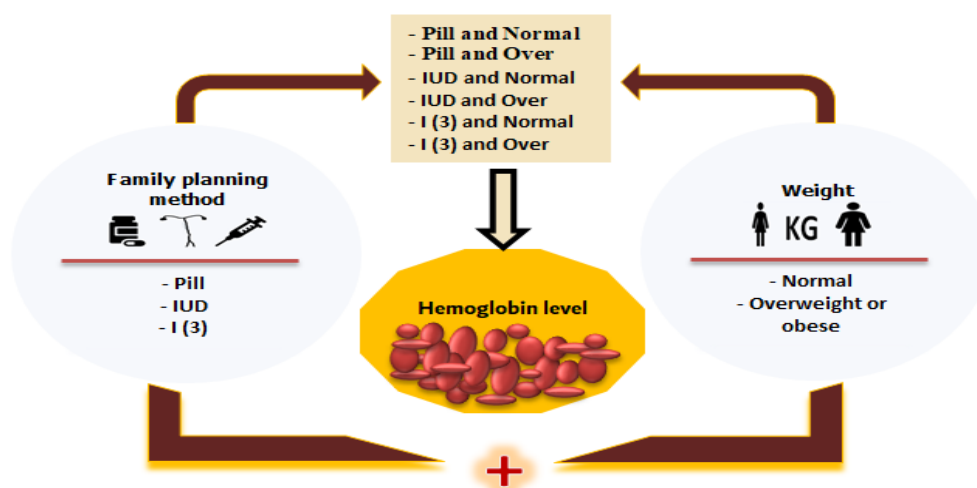 - Pill and Normal
- Pill and Over
- IUD and Normal
- IUD and Over
- I (3) and Normal
- I (3) and Over
Family planning
method
- Pill
- IUD
- I (3)
Weight
KG
- Normal
- Overweight or
obese
Hemoglobin level
+